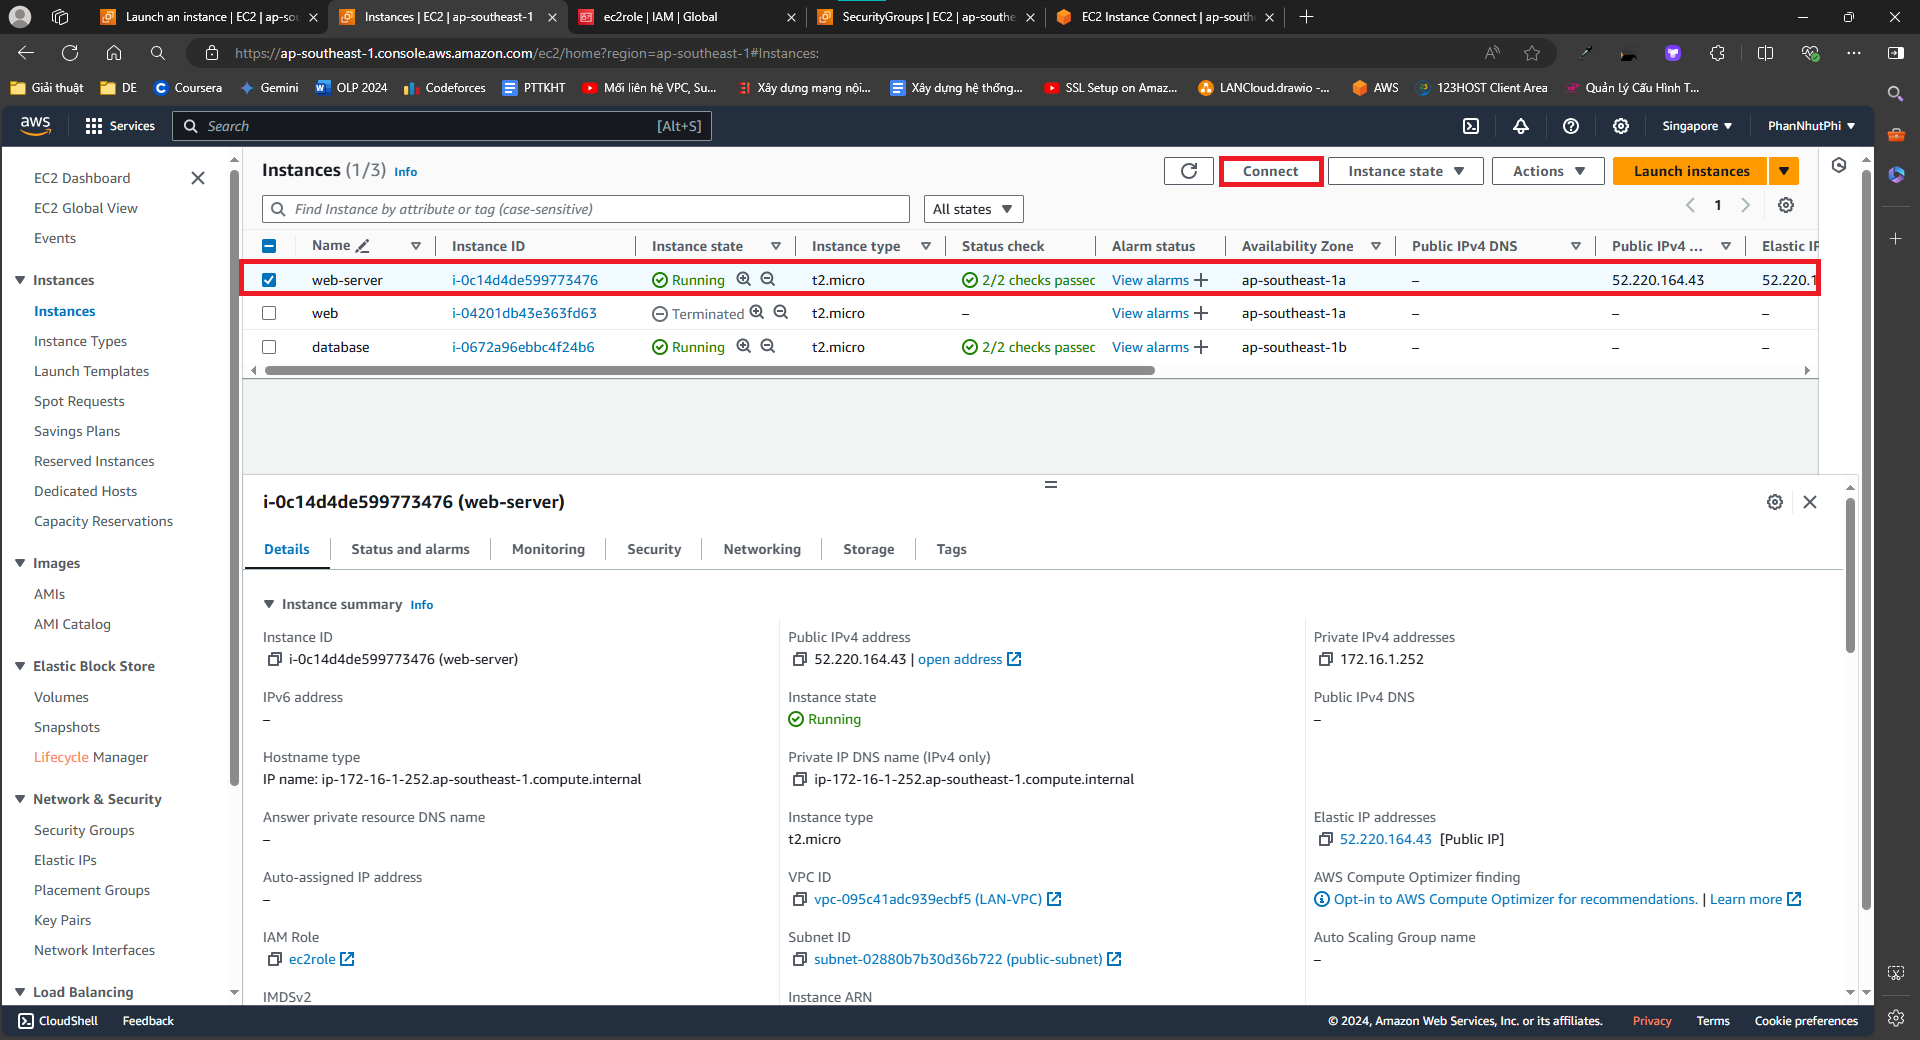 Launch an instance | EC2 | ap-so
Instances | EC2 | ap-southeast-1
ec2role | IAM | Global
SecurityGroups | EC2 | ap-southe
EC2 Instance Connect | ap-south
https://ap-southeast-1.console.aws.amazon.com/ec2/home?region=ap-southeast-1#Instances:
Giải thuật
DE
Coursera
Gemini
OLP 2024
Codeforces
PTTKHT
Mối liên hệ VPC, Su...
Xây dựng mạng nội...
Xây dựng hệ thống...
SSL Setup on Amaz...
LANCloud.drawio -...
AWS
123HOST Client Area
Quản Lý Cấu Hình T...
aws
Services
Search
[Alt+S]
Singapore
PhanNhutPhi
EC2 Dashboard
EC2 Global View
Events
Instances
Instances
Instance Types
Launch Templates
Spot Requests
Savings Plans
Reserved Instances
Dedicated Hosts
Capacity Reservations
Images
AMIs
AMI Catalog
Elastic Block Store
Volumes
Snapshots
Lifecycle Manager
Network & Security
Security Groups
Elastic IPs
Placement Groups
Key Pairs
Network Interfaces
Load Balancing
Instances (1/3) Info
Connect
Instance state
Actions
Launch instances
Find Instance by attribute or tag (case-sensitive)
All states
1
Name Instance ID Instance state Instance type Status check Alarm status Availability Zone Public IPv4 DNS Public IPv4 ... Elastic IP
web-server i-0c14d4de599773476 Running t2.micro 2/2 checks passec View alarms ap-southeast-1a – 52.220.164.43 52.220.1
web i-04201db43e363fd63 Terminated t2.micro – View alarms ap-southeast-1a – – –
database i-0672a96ebbc4f24b6 Running t2.micro 2/2 checks passec View alarms ap-southeast-1b – – –
i-0c14d4de599773476 (web-server)
Details
Status and alarms
Monitoring
Security
Networking
Storage
Tags
Instance summary Info
Instance ID
i-0c14d4de599773476 (web-server)
Public IPv4 address
52.220.164.43 | open address
Private IPv4 addresses
172.16.1.252
IPv6 address
–
Instance state
Running
Public IPv4 DNS
–
Hostname type
IP name: ip-172-16-1-252.ap-southeast-1.compute.internal
Private IP DNS name (IPv4 only)
ip-172-16-1-252.ap-southeast-1.compute.internal
Answer private resource DNS name
–
Instance type
t2.micro
Elastic IP addresses
52.220.164.43 [Public IP]
Auto-assigned IP address
–
VPC ID
vpc-095c41adc939ecbf5 (LAN-VPC)
AWS Compute Optimizer finding
Opt-in to AWS Compute Optimizer for recommendations. | Learn more
IAM Role
ec2role
Subnet ID
subnet-02880b7b30d36b722 (public-subnet)
Auto Scaling Group name
–
IMDSv2
Instance ARN
CloudShell
Feedback
© 2024, Amazon Web Services, Inc. or its affiliates.
Privacy
Terms
Cookie preferences